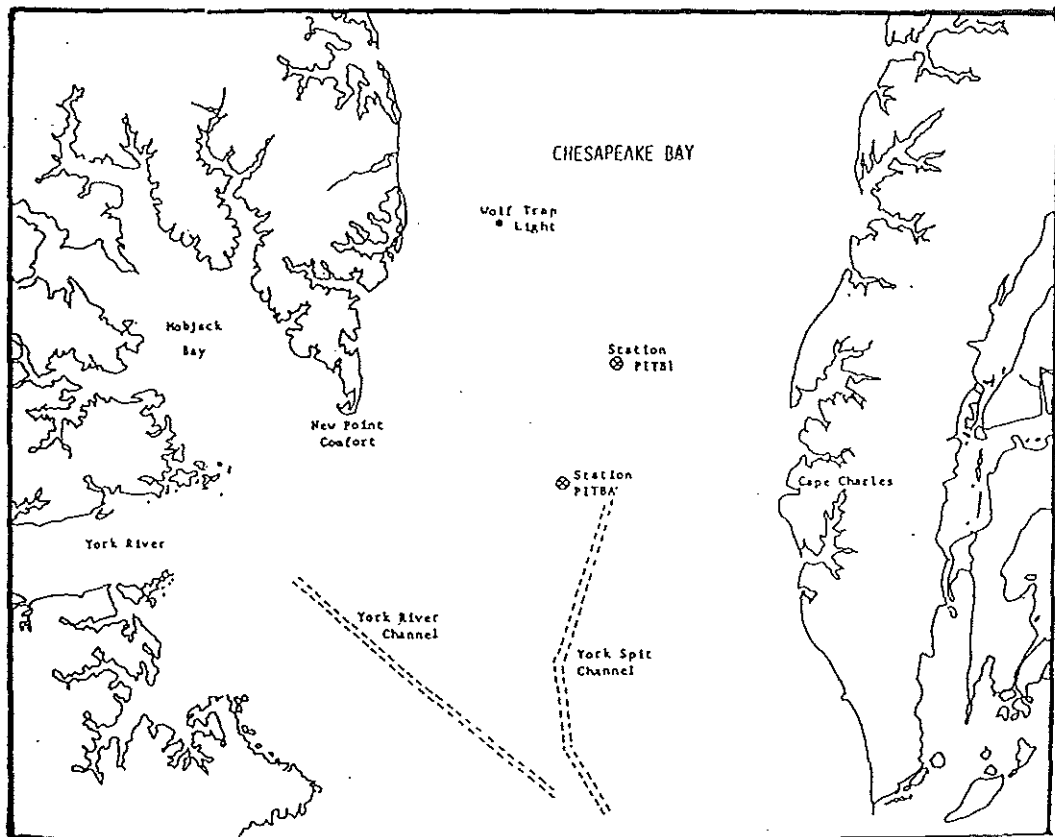 CHESAPEAKE BAY
Wolf Trap
Light
Mobjack
Bay
Station
PITB1
New Point
Comfort
Station
PITBA
Cape Charles
York River
York River
Channel
York Spit
Channel